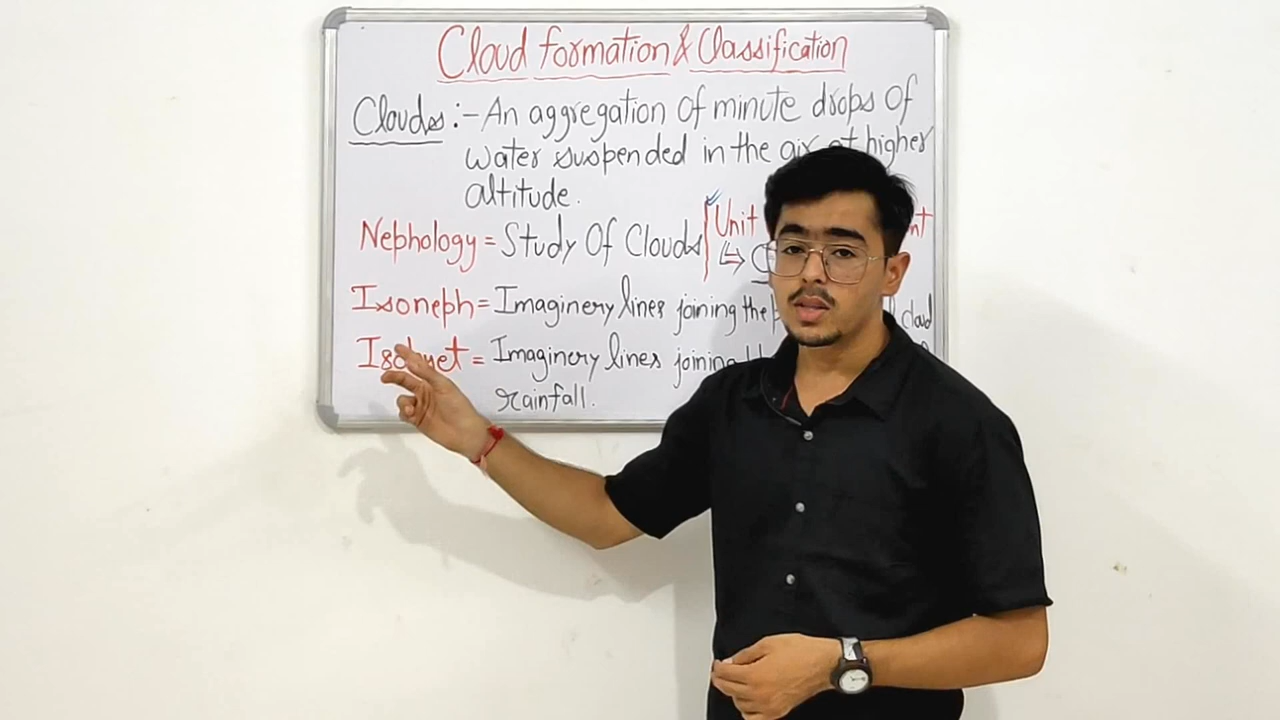 Cloud formation & Classification
Clouds :- An aggregation of minute drops of
water suspended in the air at higher
altitude.
Nephology = Study Of Clouds Unit
Isoneph = Imaginery lines joining the cloud
= Imaginery lines joining
rainfall.